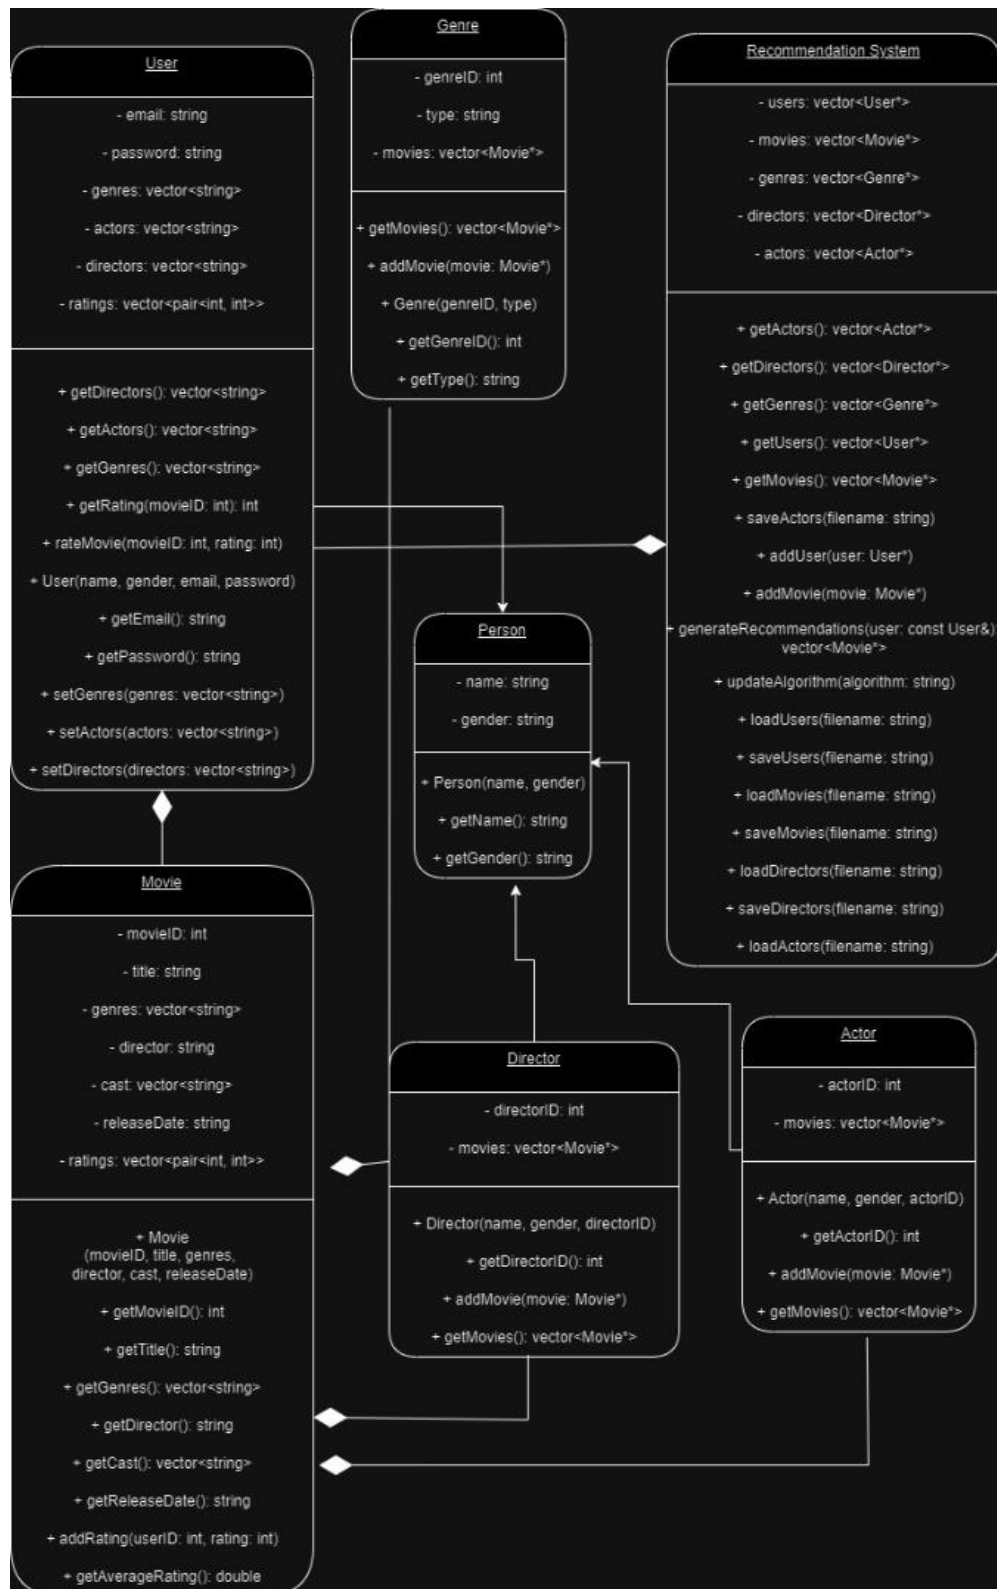 User
- email: string
- password: string
- genres: vector<string>
- actors: vector<string>
- directors: vector<string>
- ratings: vector<pair<int, int>>
+ getDirectors(): vector<string>
+ getActors(): vector<string>
+ getGenres(): vector<string>
+ getRating(movieID: int): int
+ rateMovie(movieID: int, rating: int)
+ User(name, gender, email, password)
+ getEmail(): string
+ getPassword(): string
+ setGenres(genres: vector<string>)
+ setActors(actors: vector<string>)
+ setDirectors(directors: vector<string>)
Genre
- genreID: int
- type: string
- movies: vector<Movie*>
+ getMovies(): vector<Movie*>
+ addMovie(movie: Movie*)
+ Genre(genreID, type)
+ getGenreID(): int
+ getType(): string
Recommendation System
- users: vector<User*>
- movies: vector<Movie*>
- genres: vector<Genre*>
- directors: vector<Director*>
- actors: vector<Actor*>
+ getActors(): vector<Actor*>
+ getDirectors(): vector<Director*>
+ getGenres(): vector<Genre*>
+ getUsers(): vector<User*>
+ getMovies(): vector<Movie*>
+ saveActors(filename: string)
+ addUser(user: User*)
+ addMovie(movie: Movie*)
+ generateRecommendations(user: const User&):
vector<Movie*>
+ updateAlgorithm(algorithm: string)
+ loadUsers(filename: string)
+ saveUsers(filename: string)
+ loadMovies(filename: string)
+ saveMovies(filename: string)
+ loadDirectors(filename: string)
+ saveDirectors(filename: string)
+ loadActors(filename: string)
Person
- name: string
- gender: string
+ Person(name, gender)
+ getName(): string
+ getGender(): string
Movie
- movieID: int
- title: string
- genres: vector<string>
- director: string
- cast: vector<string>
- releaseDate: string
- ratings: vector<pair<int, int>>
+ Movie
(movieID, title, genres,
director, cast, releaseDate)
+ getMovieID(): int
+ getTitle(): string
+ getGenres(): vector<string>
+ getDirector(): string
+ getCast(): vector<string>
+ getReleaseDate(): string
+ addRating(userID: int, rating: int)
+ getAverageRating(): double
Director
- directorID: int
- movies: vector<Movie*>
+ Director(name, gender, directorID)
+ getDirectorID(): int
+ addMovie(movie: Movie*)
+ getMovies(): vector<Movie*>
Actor
- actorID: int
- movies: vector<Movie*>
+ Actor(name, gender, actorID)
+ getActorID(): int
+ addMovie(movie: Movie*)
+ getMovies(): vector<Movie*>